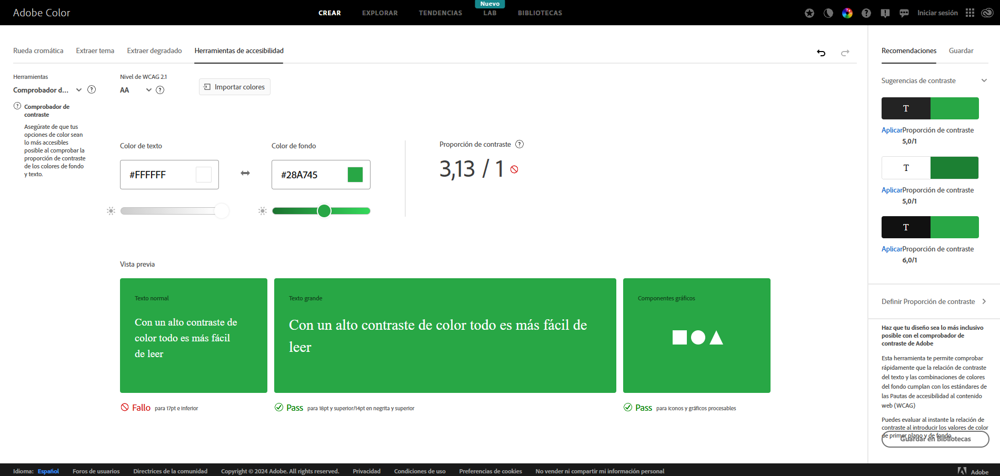 Adobe Color
CREAR
EXPLORAR
TENDENCIAS
Nuevo
LAB
BIBLIOTECAS
Iniciar sesión
Rueda cromática
Extraer tema
Extraer degradado
Herramientas de accesibilidad
Recomendaciones
Guardar
Herramientas
Comprobador d...
Nivel de WCAG 2.1
AA
Importar colores
Comprobador de
contraste
Asegúrate de que tus
opciones de color sean
lo más accesibles
posible al comprobar la
proporción de contraste
de los colores de fondo
y texto.
Color de texto
#FFFFFF
Color de fondo
#28A745
Proporción de contraste
3,13 / 1
Vista previa
Texto normal
Con un alto contraste de
color todo es más fácil
de leer
Fallo para 17pt e inferior
Texto grande
Con un alto contraste de color todo es más fácil de
leer
Pass para 18pt y superior/14pt en negrita y superior
Componentes gráficos
Pass para iconos y gráficos procesables
Sugerencias de contraste
T
Aplicar Proporción de contraste
5,0/1
T
Aplicar Proporción de contraste
5,0/1
T
Aplicar Proporción de contraste
6,0/1
Definir Proporción de contraste
Haz que tu diseño sea lo más inclusivo
posible con el comprobador de
contraste de Adobe
Esta herramienta te permite comprobar
rápidamente que la relación de contraste
del texto y las combinaciones de colores
del fondo cumplan con los estándares de
las Pautas de accesibilidad al contenido
web (WCAG)
Puedes evaluar al instante la relación de
contraste al introducir los valores de color
de primer plano y de fondo.
Guardar en Bibliotecas
Idioma: Español
Foros de usuarios
Directrices de la comunidad
Copyright © 2024 Adobe. All rights reserved.
Privacidad
Condiciones de uso
Preferencias de cookies
No vender ni compartir mi información personal
Adobe